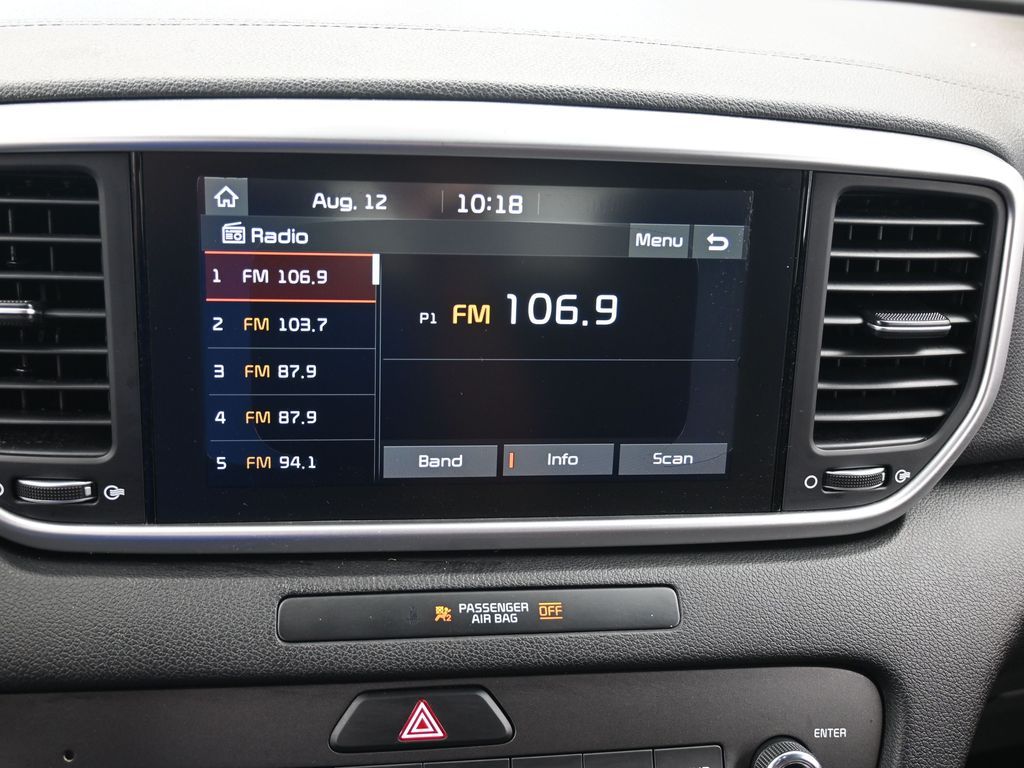 Aug. 12 10:18
Radio Menu
1 FM 106.9
P1 FM 106.9
2 FM 103.7
3 FM 87.9
4 FM 87.9
5 FM 94.1
Band Info Scan
PASSENGER
AIR BAG OFF
ENTER